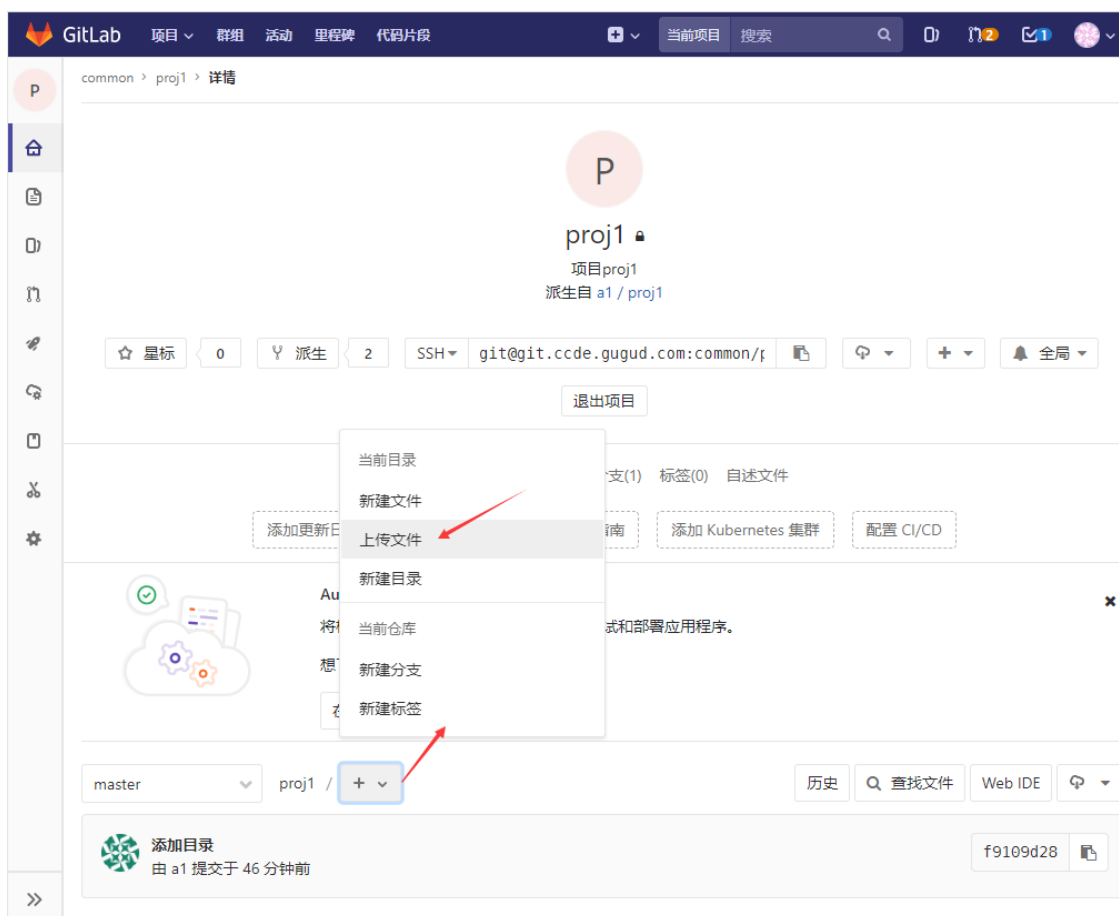 GitLab 项目 群组 活动 里程碑 代码片段 当前项目 搜索 2 1
P common > proj1 > 详情
P
proj1
项目proj1
派生自 a1 / proj1
星标 0 派生 2 SSH git@git.ccde.gugud.com:common/ + 全局
退出项目
当前目录
支(1) 标签(0) 自述文件
新建文件
添加更新 南 添加 Kubernetes 集群 配置 CI/CD
上传文件
新建目录
Au
当前仓库
将 试和部署应用程序。
想
新建分支
新建标签
master proj1 / + 历史 查找文件 Web IDE
添加目录 f9109d28
由 a1 提交于 46 分钟前